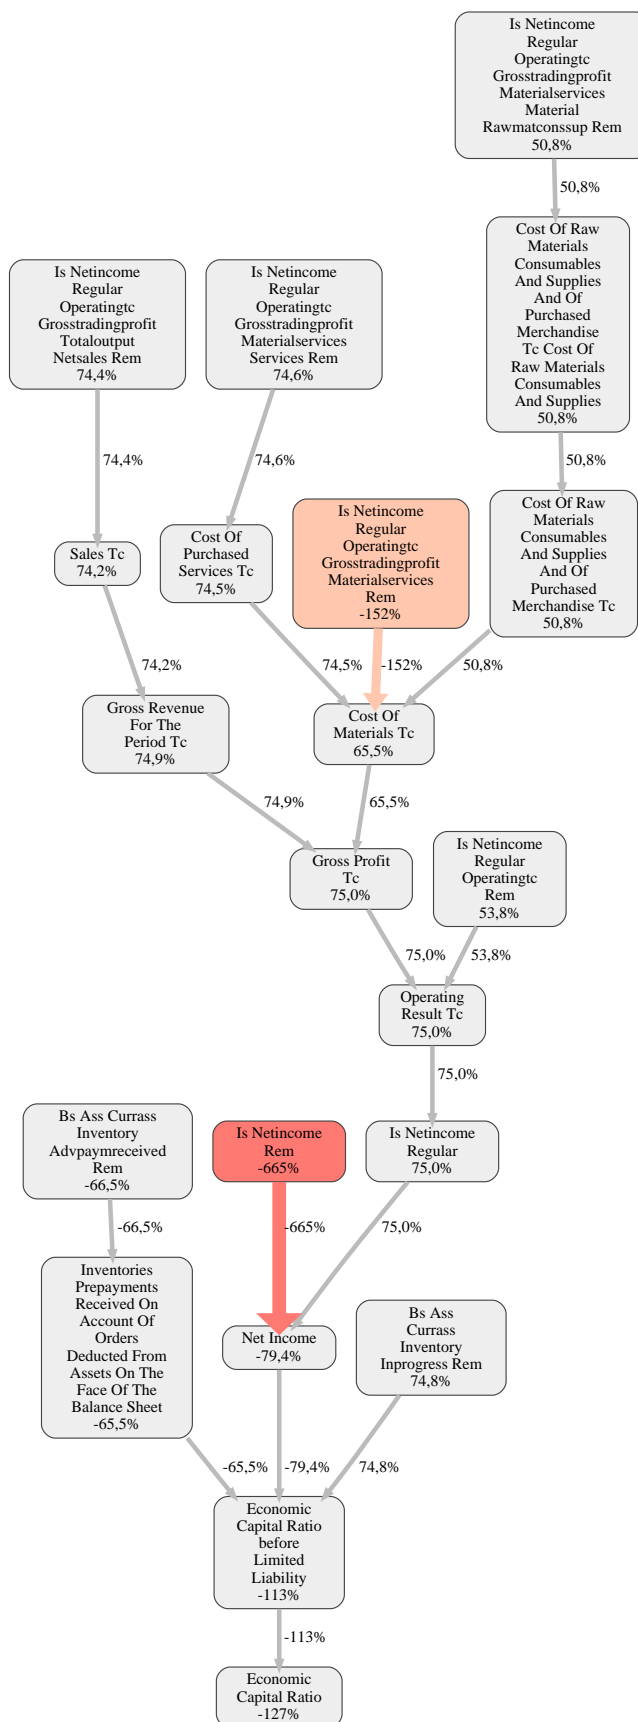 Is Netincome
Regular
Operatingtc
Grosstradingprofit
Materialservices
Material
Rawmatconssup Rem
50,8%
50,8%
Cost Of Raw
Materials
Consumables
And Supplies
And Of
Purchased
Merchandise
Tc Cost Of
Raw Materials
Consumables
And Supplies
50,8%
Is Netincome
Regular
Operatingtc
Grosstradingprofit
Totaloutput
Netsales Rem
74,4%
Is Netincome
Regular
Operatingtc
Grosstradingprofit
Materialservices
Services Rem
74,6%
74,4%
74,6%
50,8%
Sales Tc
74,2%
Cost Of
Purchased
Services Tc
74,5%
Is Netincome
Regular
Operatingtc
Grosstradingprofit
Materialservices
Rem
-152%
Cost Of Raw
Materials
Consumables
And Supplies
And Of
Purchased
Merchandise Tc
50,8%
74,2%
74,5%
-152%
50,8%
Gross Revenue
For The
Period Tc
74,9%
Cost Of
Materials Tc
65,5%
74,9%
65,5%
Gross Profit
Tc
75,0%
Is Netincome
Regular
Operatingtc
Rem
53,8%
75,0%
53,8%
Operating
Result Tc
75,0%
75,0%
Bs Ass Currass
Inventory
Advpaymreceived
Rem
-66,5%
Is Netincome
Rem
-665%
Is Netincome
Regular
75,0%
-66,5%
-665%
75,0%
Inventories
Prepayments
Received On
Account Of
Orders
Deducted From
Assets On The
Face Of The
Balance Sheet
-65,5%
Net Income
-79,4%
Bs Ass
Currass
Inventory
Inprogress Rem
74,8%
-65,5%
-79,4%
74,8%
Economic
Capital Ratio
before
Limited
Liability
-113%
-113%
Economic
Capital Ratio
-127%